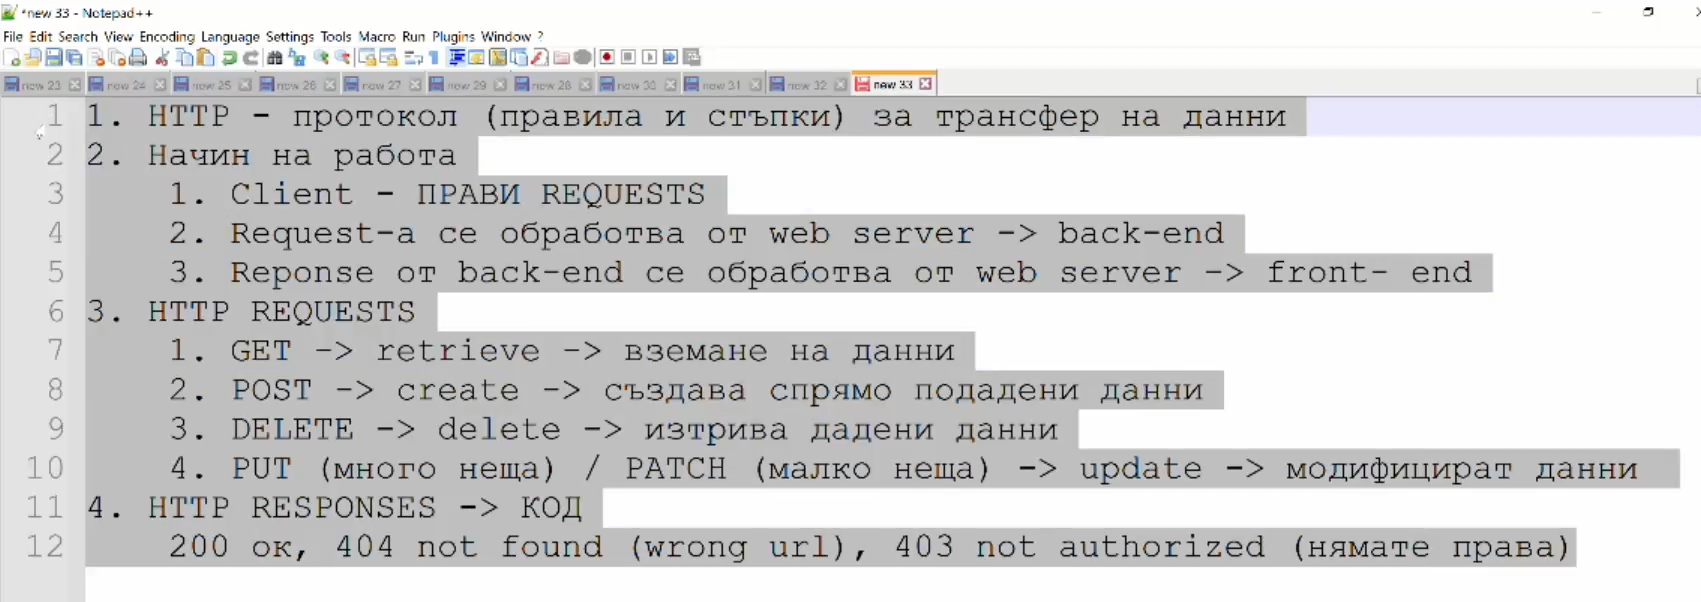 *new 33 - Notepad++
File Edit Search View Encoding Language Settings Tools Macro Run Plugins Window ?
new 23 new 24 new 25 new 26 new 27 new 29 new 28 new 30 new 31 new 32 new 33
1 1. HTTP - протокол (правила и стъпки) за трансфер на данни
2 2. Начин на работа
3 1. Client - ПРАВИ REQUESTS
4 2. Request-а се обработва от web server -> back-end
5 3. Reponse от back-end се обработва от web server -> front- end
6 3. HTTP REQUESTS
7 1. GET -> retrieve -> вземане на данни
8 2. POST -> create -> създава спрямо подадени данни
9 3. DELETE -> delete -> изтрива дадени данни
10 4. PUT (много неща) / PATCH (малко неща) -> update -> модифицират данни
11 4. HTTP RESPONSES -> КОД
12 200 ок, 404 not found (wrong url), 403 not authorized (нямате права)